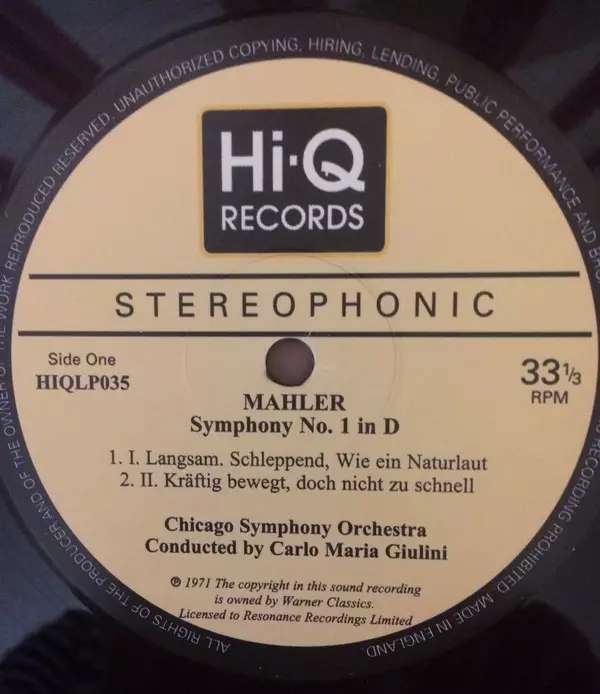 ALL RIGHTS OF THE PRODUCER AND OF THE OWNER OF THE WORK REPRODUCED RESERVED. UNAUTHORIZED COPYING, HIRING, LENDING, PUBLIC PERFORMANCE AND BRO
S RECORDING PROHIBITED. MADE IN ENGLAND.
Hi-Q
RECORDS
STEREOPHONIC
Side One
HIQLP035
33 1/3
RPM
MAHLER
Symphony No. 1 in D
1. I. Langsam. Schleppend, Wie ein Naturlaut
2. II. Kräftig bewegt, doch nicht zu schnell
Chicago Symphony Orchestra
Conducted by Carlo Maria Giulini
℗ 1971 The copyright in this sound recording
is owned by Warner Classics.
Licensed to Resonance Recordings Limited